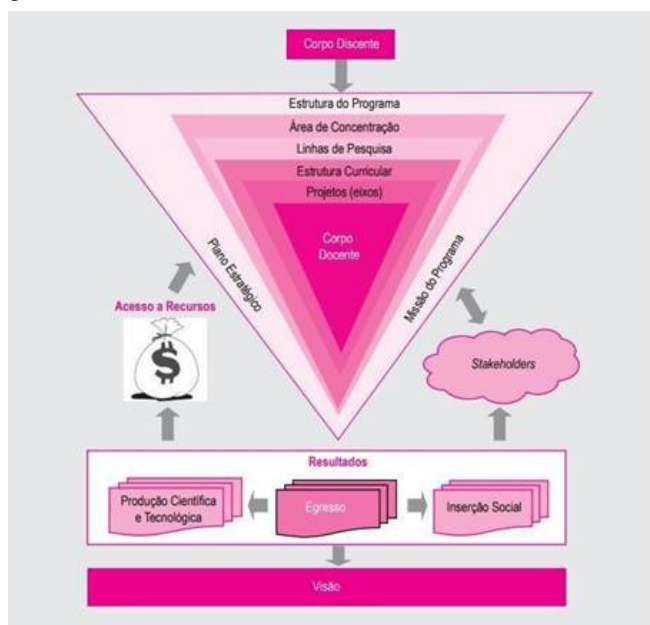 Corpo Discente
Estrutura do Programa
Área de Concentração
Linhas de Pesquisa
Estrutura Curricular
Projetos (eixos)
Corpo
Docente
Plano Estratégico
Missão do Programa
Acesso a Recursos
$
Stakeholders
Resultados
Produção Científica
e Tecnológica
Egresso
Inserção Social
Visão